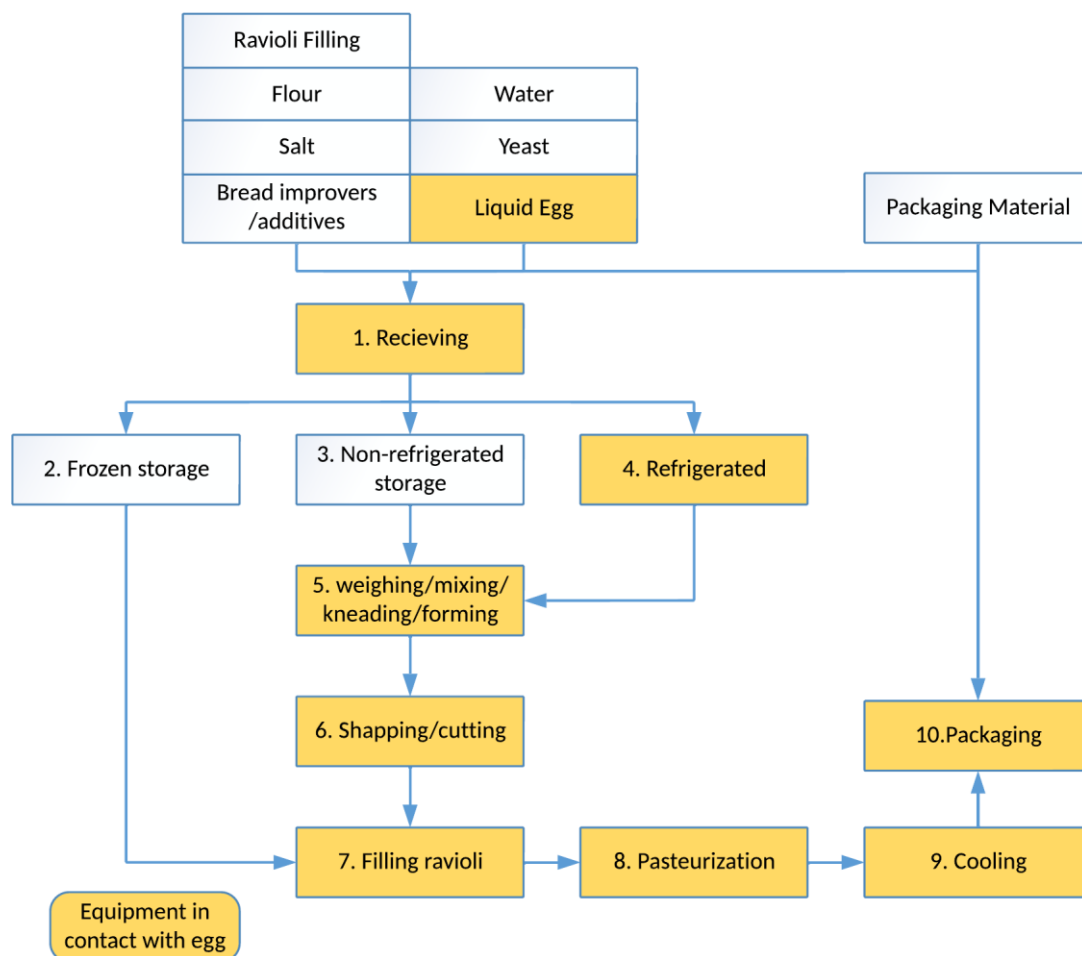 Ravioli Filling
Flour
Water
Salt
Yeast
Bread improvers
/additives
Liquid Egg
Packaging Material
1. Recieving
2. Frozen storage
3. Non-refrigerated
storage
4. Refrigerated
5. weighing/mixing/
kneading/forming
6. Shapping/cutting
10.Packaging
7. Filling ravioli
8. Pasteurization
9. Cooling
Equipment in
contact with egg